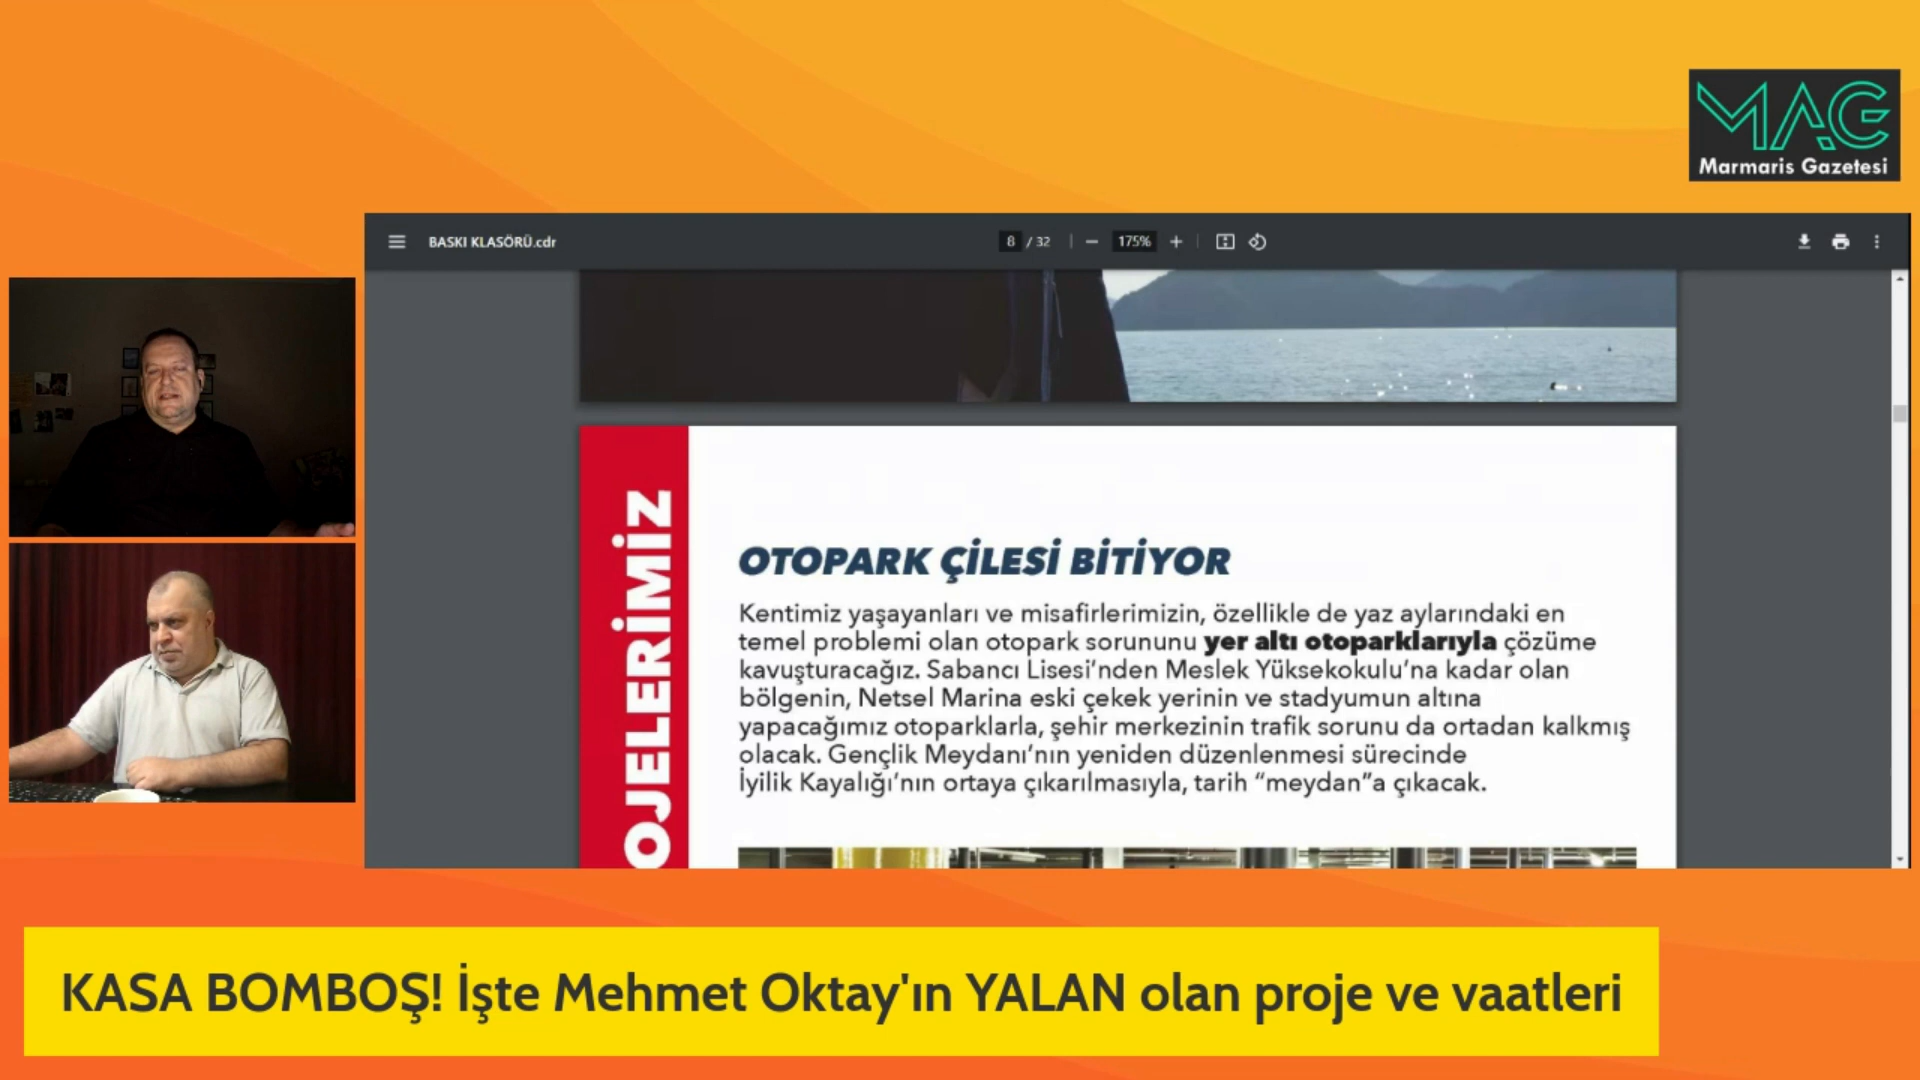 MAG
Marmaris Gazetesi
BASKI KLASÖRÜ.cdr
8 / 32
175%
OJELERİMİZ
OTOPARK ÇİLESİ BİTİYOR
Kentimiz yaşayanları ve misafirlerimizin, özellikle de yaz aylarındaki en
temel problemi olan otopark sorununu yer altı otoparklarıyla çözüme
kavuşturacağız. Sabancı Lisesi’nden Meslek Yüksekokulu’na kadar olan
bölgenin, Netsel Marina eski çekek yerinin ve stadyumun altına
yapacağımız otoparklarla, şehir merkezinin trafik sorunu da ortadan kalkmış
olacak. Gençlik Meydanı’nın yeniden düzenlenmesi sürecinde
İyilik Kayalığı’nın ortaya çıkarılmasıyla, tarih “meydan”a çıkacak.
KASA BOMBOŞ! İşte Mehmet Oktay'ın YALAN olan proje ve vaatleri